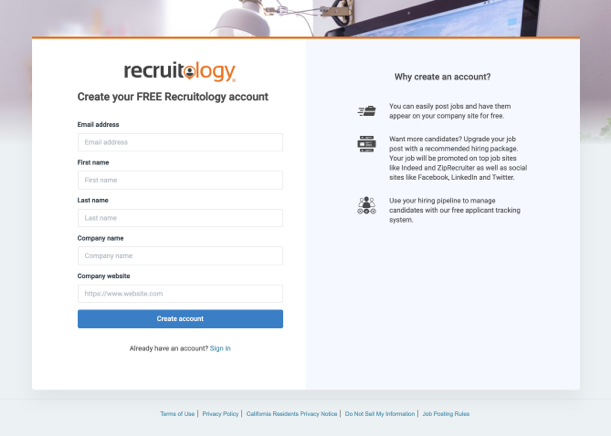 recruitology
Create your FREE Recruitology account
Email address
Email address
First name
First name
Last name
Last name
Company name
Company name
Company website
https://www.website.com
Create account
Already have an account? Sign in
Why create an account?
You can easily post jobs and have them
appear on your company site for free.
Want more candidates? Upgrade your job
post with a recommended hiring package.
Your job will be promoted on top job sites
like Indeed and ZipRecruiter as well as social
sites like Facebook, LinkedIn and Twitter.
Use your hiring pipeline to manage
candidates with our free applicant tracking
system.
Terms of Use | Privacy Policy | California Residents Privacy Notice | Do Not Sell My Information | Job Posting Rules